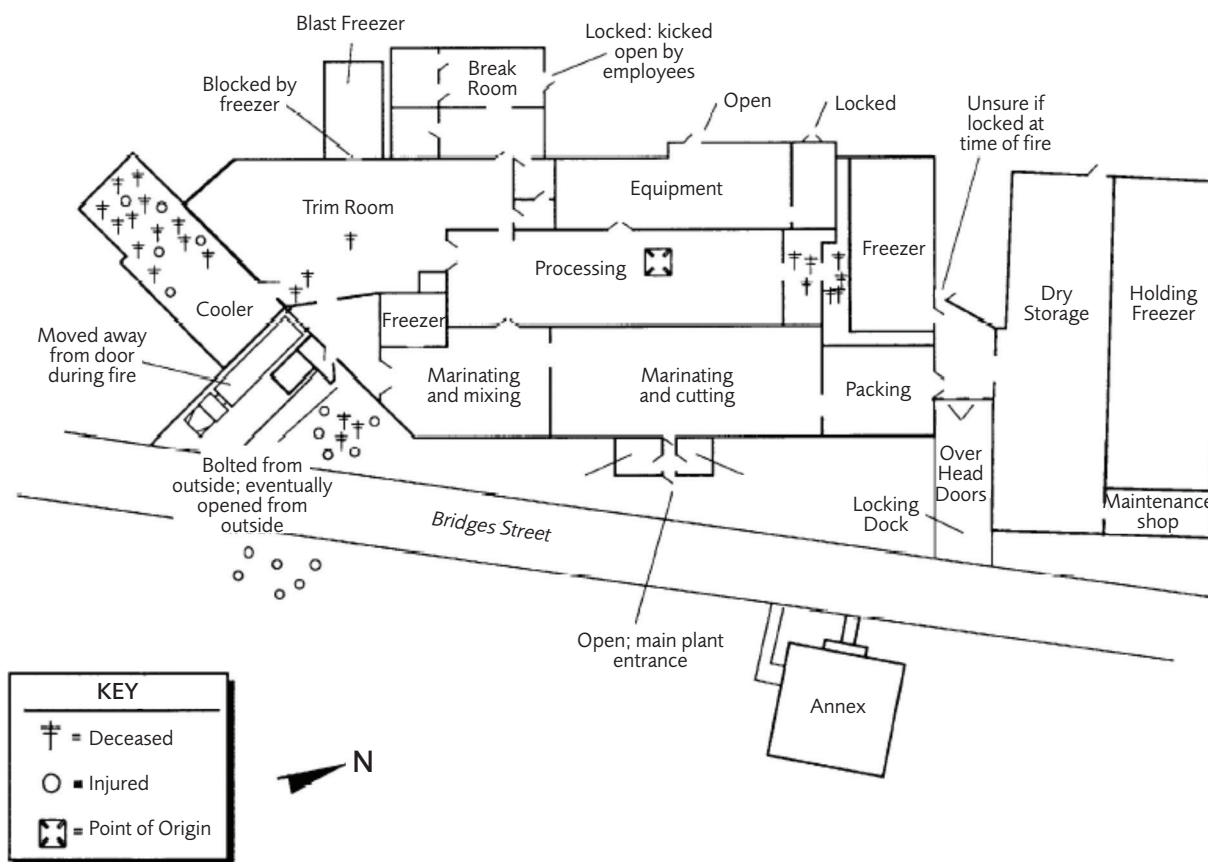 Blast Freezer
Locked: kicked
open by
employees
Break
Room
Blocked by
freezer
Open
Locked
Unsure if
locked at
time of fire
Equipment
Trim Room
Freezer
Processing
Dry
Storage
Holding
Freezer
Cooler
Freezer
Moved away
from door
during fire
Marinating
and mixing
Marinating
and cutting
Packing
Over
Head
Doors
Bolted from
outside; eventually
opened from
outside
Locking
Dock
Maintenance
shop
Bridges Street
Open; main plant
entrance
Annex
KEY
= Deceased
= Injured
= Point of Origin
N